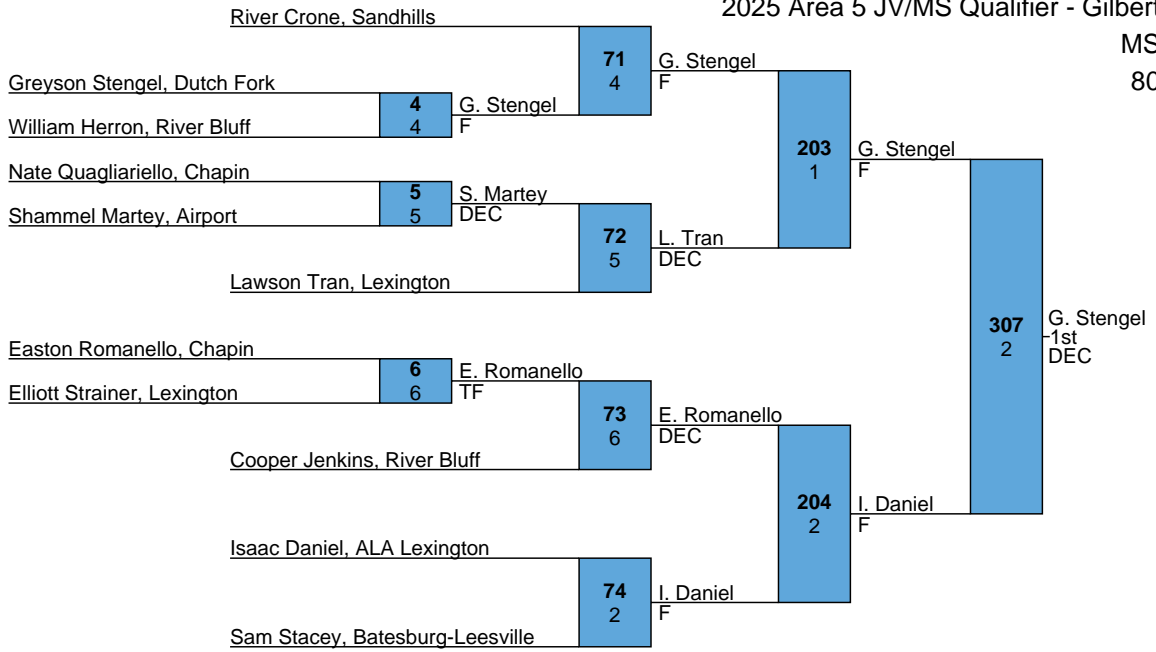 2025 Area 5 JV/MS Qualifier - Gilbert
MS
80
River Crone, Sandhills
71
4
G. Stengel
F
Greyson Stengel, Dutch Fork
4
4
G. Stengel
F
William Herron, River Bluff
203
1
G. Stengel
F
Nate Quagliariello, Chapin
5
5
S. Martey
DEC
Shammel Martey, Airport
72
5
L. Tran
DEC
Lawson Tran, Lexington
307
2
G. Stengel
1st
DEC
Easton Romanello, Chapin
6
6
E. Romanello
TF
Elliott Strainer, Lexington
73
6
E. Romanello
DEC
Cooper Jenkins, River Bluff
204
2
I. Daniel
F
Isaac Daniel, ALA Lexington
74
2
I. Daniel
F
Sam Stacey, Batesburg-Leesville